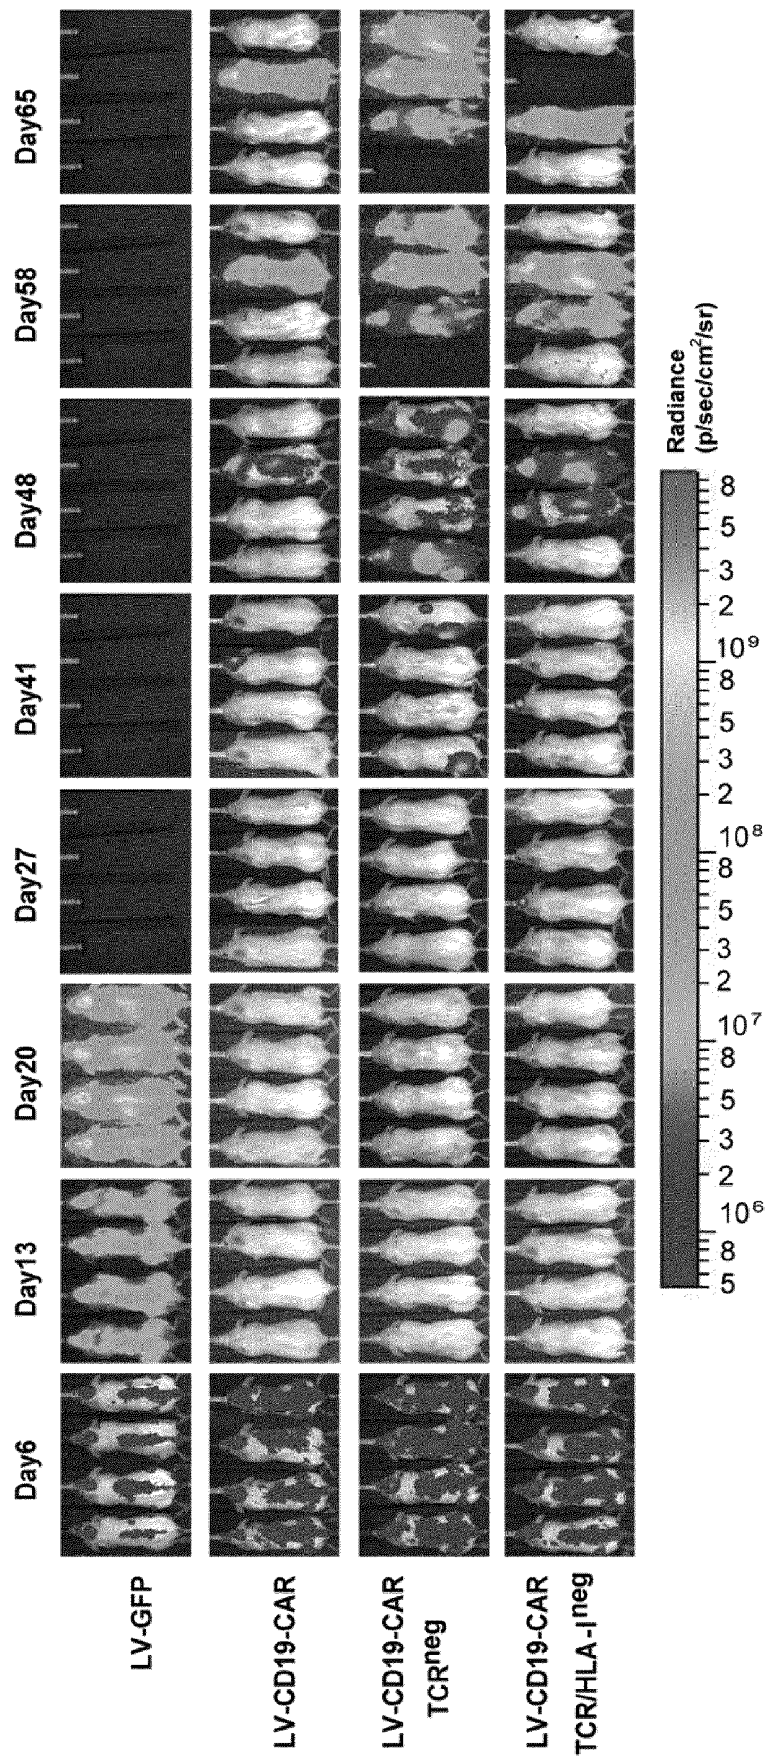 Day6 Day13 Day20 Day27 Day41 Day48 Day58 Day65
LV-GFP
LV-CD19-CAR
LV-CD19-CAR
TCRneg
LV-CD19-CAR
TCR/HLA-Ineg
Radiance
(p/sec/cm²/sr)
5 8 10⁶ 2 3 5 8 10⁷ 2 3 5 8 10⁸ 2 3 5 8 10⁹ 2 3 5 8